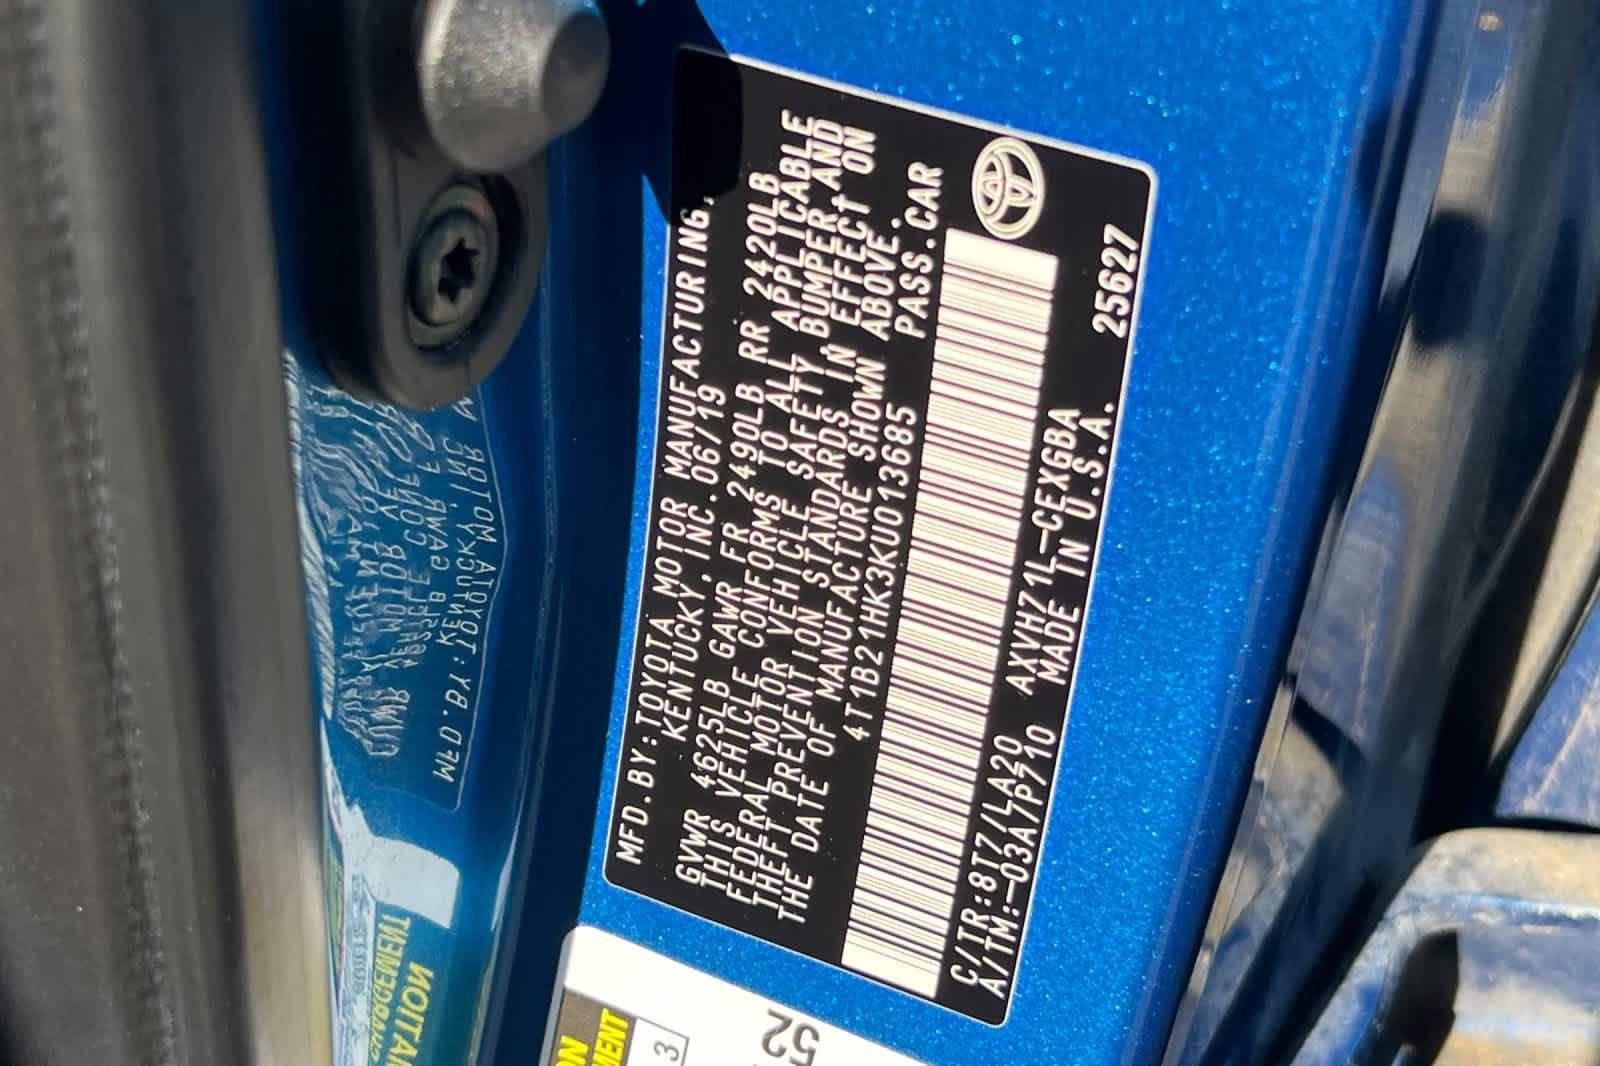 MFD.BY:TOYOTA MOTOR MANUFACTURING,
KENTUCKY,INC.06/19
GVWR 4625LB GAWR FR 2490LB RR 2420LB
THIS VEHICLE CONFORMS TO ALL APPLICABLE
FEDERAL MOTOR VEHICLE SAFETY BUMPER,AND
THEFT PREVENTION STANDARDS IN EFFECT ON
THE DATE OF MANUFACTURE SHOWN ABOVE.
4T1B21HK3KU013685 PASS.CAR
C/TR:8T7/LA20 AXVH71L-CEXGBA 25627
A/TM:-03A/P710 MADE IN U.S.A.
3
52